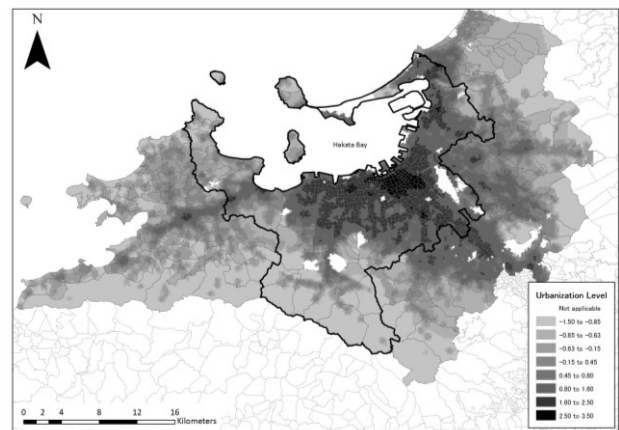 N
Hakata Bay
Urbanization Level
Not applicable
-1.50 to -0.85
-0.85 to -0.63
-0.63 to -0.15
-0.15 to 0.45
0.45 to 0.80
0.80 to 1.60
1.60 to 2.50
2.50 to 3.50
0 2 4 8 12 16
Kilometers